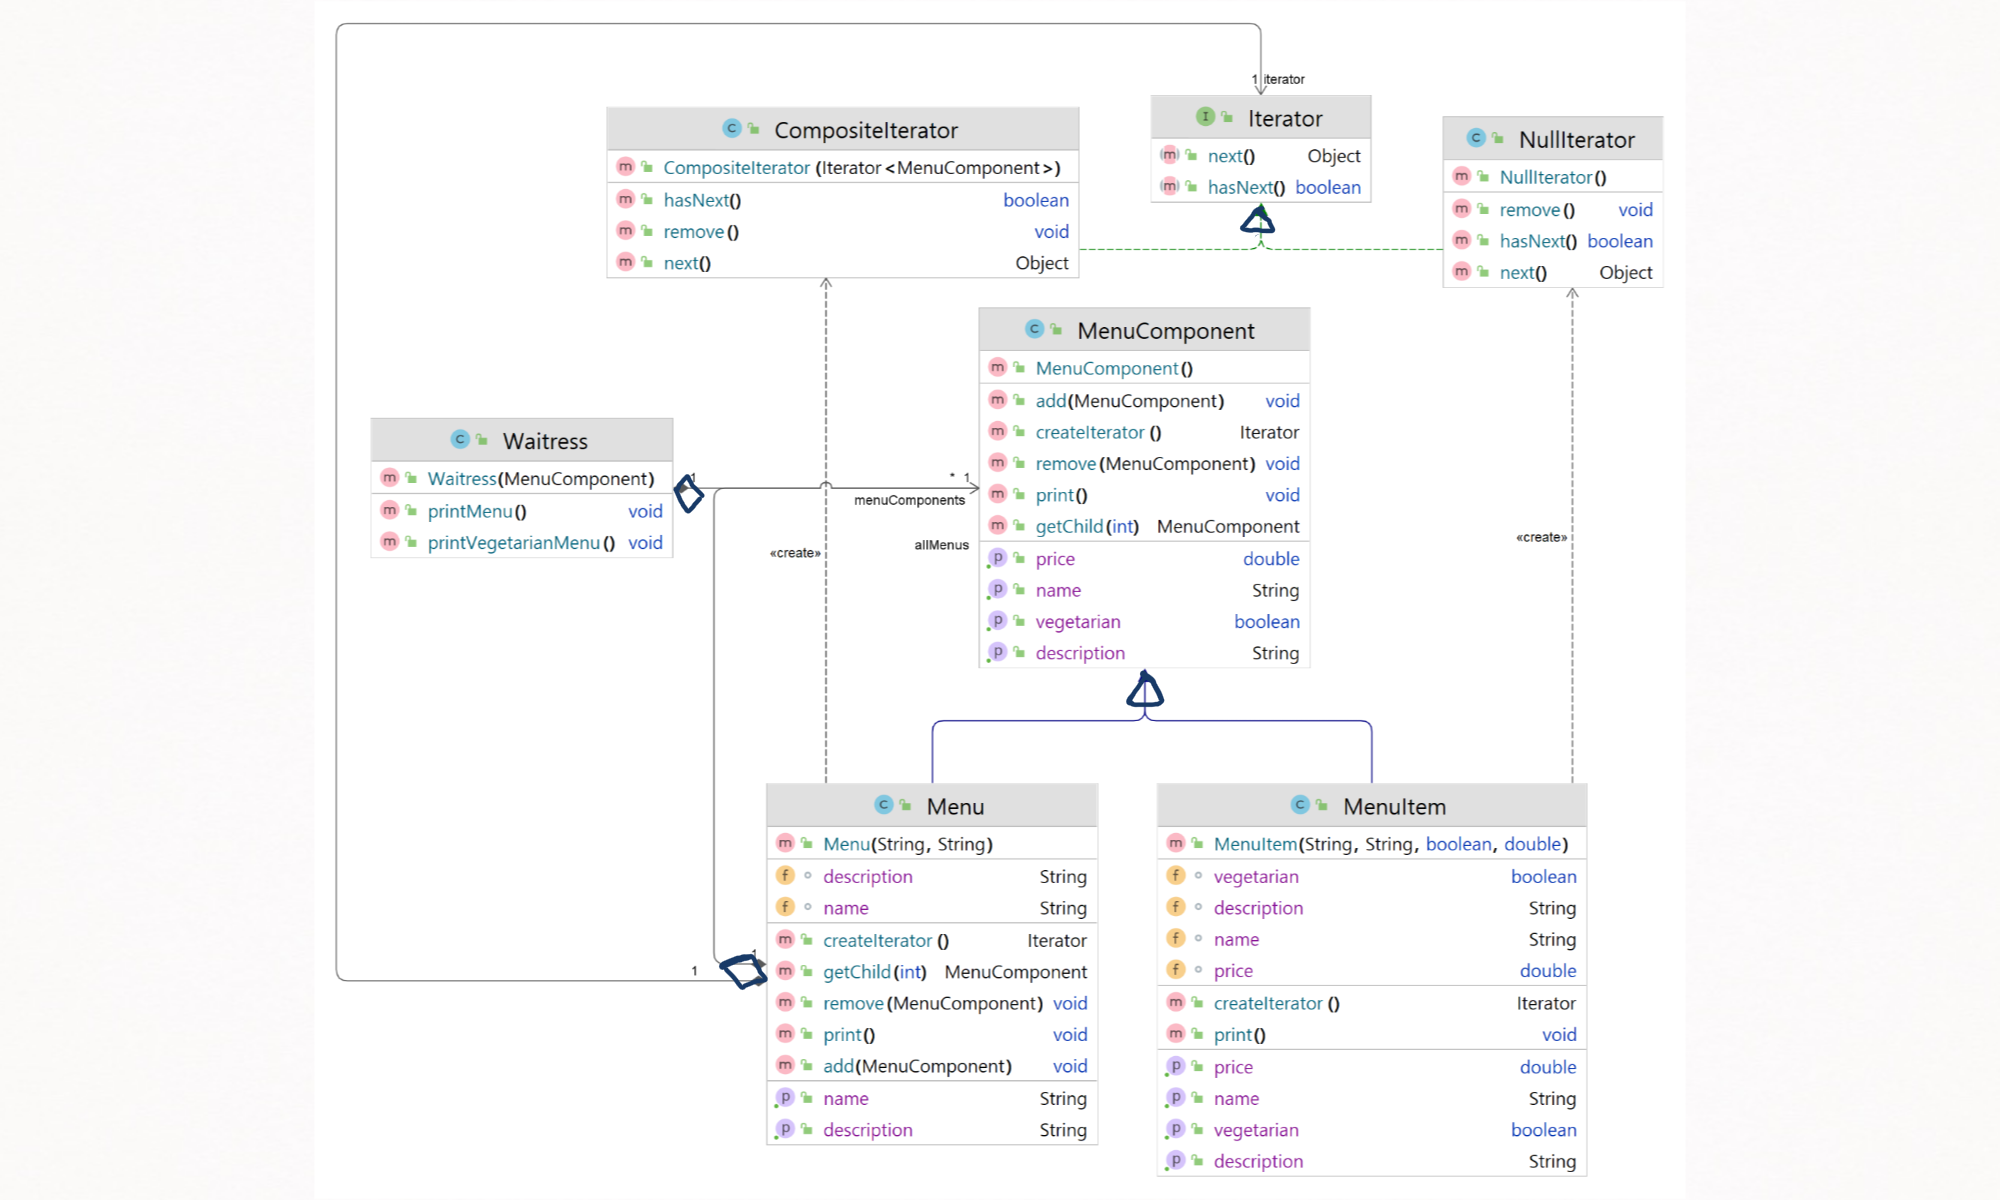 1 iterator
CompositeIterator
CompositeIterator (Iterator<MenuComponent>)
hasNext() boolean
remove() void
next() Object
Iterator
next() Object
hasNext() boolean
NullIterator
NullIterator()
remove() void
hasNext() boolean
next() Object
MenuComponent
MenuComponent()
add(MenuComponent) void
createIterator () Iterator
remove(MenuComponent) void
print() void
getChild(int) MenuComponent
price double
name String
vegetarian boolean
description String
Waitress
Waitress(MenuComponent)
printMenu() void
printVegetarianMenu() void
1
* 1
menuComponents
allMenus
«create»
«create»
Menu
Menu(String, String)
description String
name String
createIterator () Iterator
getChild(int) MenuComponent
remove(MenuComponent) void
print() void
add(MenuComponent) void
name String
description String
1
1
MenuItem
MenuItem(String, String, boolean, double)
vegetarian boolean
description String
name String
price double
createIterator () Iterator
print() void
price double
name String
vegetarian boolean
description String